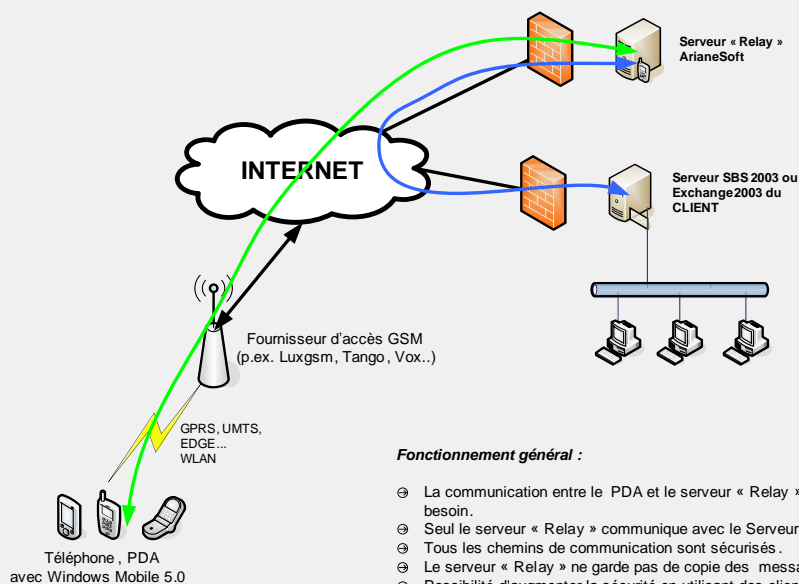 Serveur « Relay »
ArianeSoft
INTERNET
Serveur SBS 2003 ou
Exchange2003 du
CLIENT
Fournisseur d'accès GSM
(p.ex. Luxgsm, Tango, Vox..)
GPRS, UMTS,
EDGE...
WLAN
Téléphone, PDA
avec Windows Mobile 5.0
Fonctionnement général :
La communication entre le PDA et le serveur « Relay »
besoin.
Seul le serveur « Relay » communique avec le Serveur
Tous les chemins de communication sont sécurisés.
Le serveur « Relay » ne garde pas de copie des